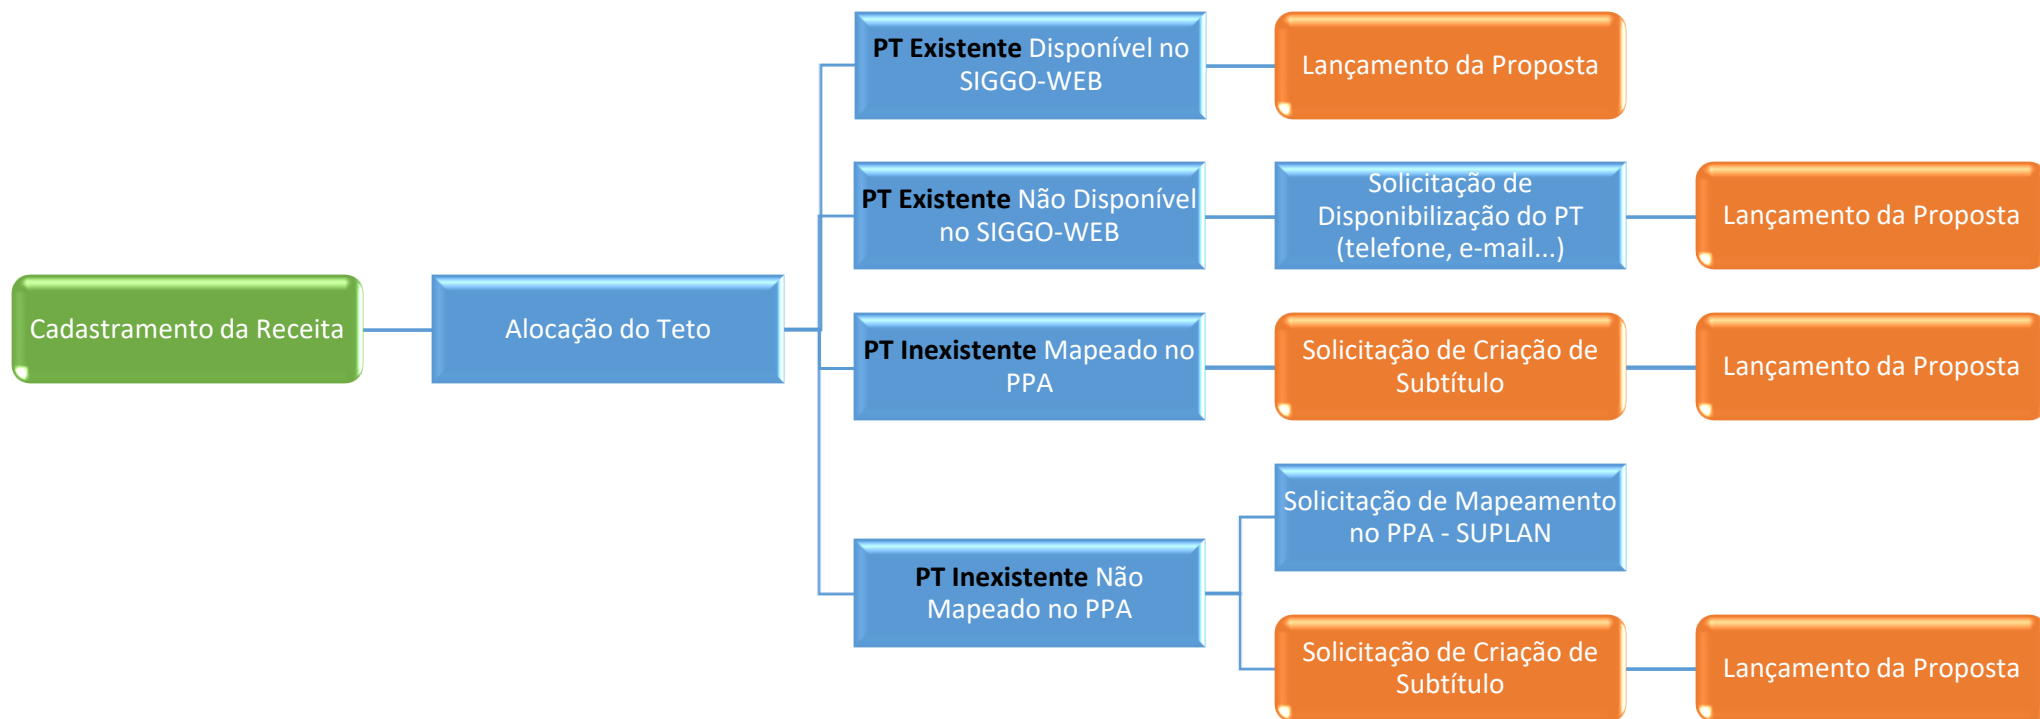 PT Existente Disponível no
SIGGO-WEB
Lançamento da Proposta
PT Existente Não Disponível
no SIGGO-WEB
Solicitação de
Disponibilização do PT
(telefone, e-mail...)
Lançamento da Proposta
Cadastramento da Receita
Alocação do Teto
PT Inexistente Mapeado no
PPA
Solicitação de Criação de
Subtítulo
Lançamento da Proposta
PT Inexistente Não
Mapeado no PPA
Solicitação de Mapeamento
no PPA - SUPLAN
Solicitação de Criação de
Subtítulo
Lançamento da Proposta